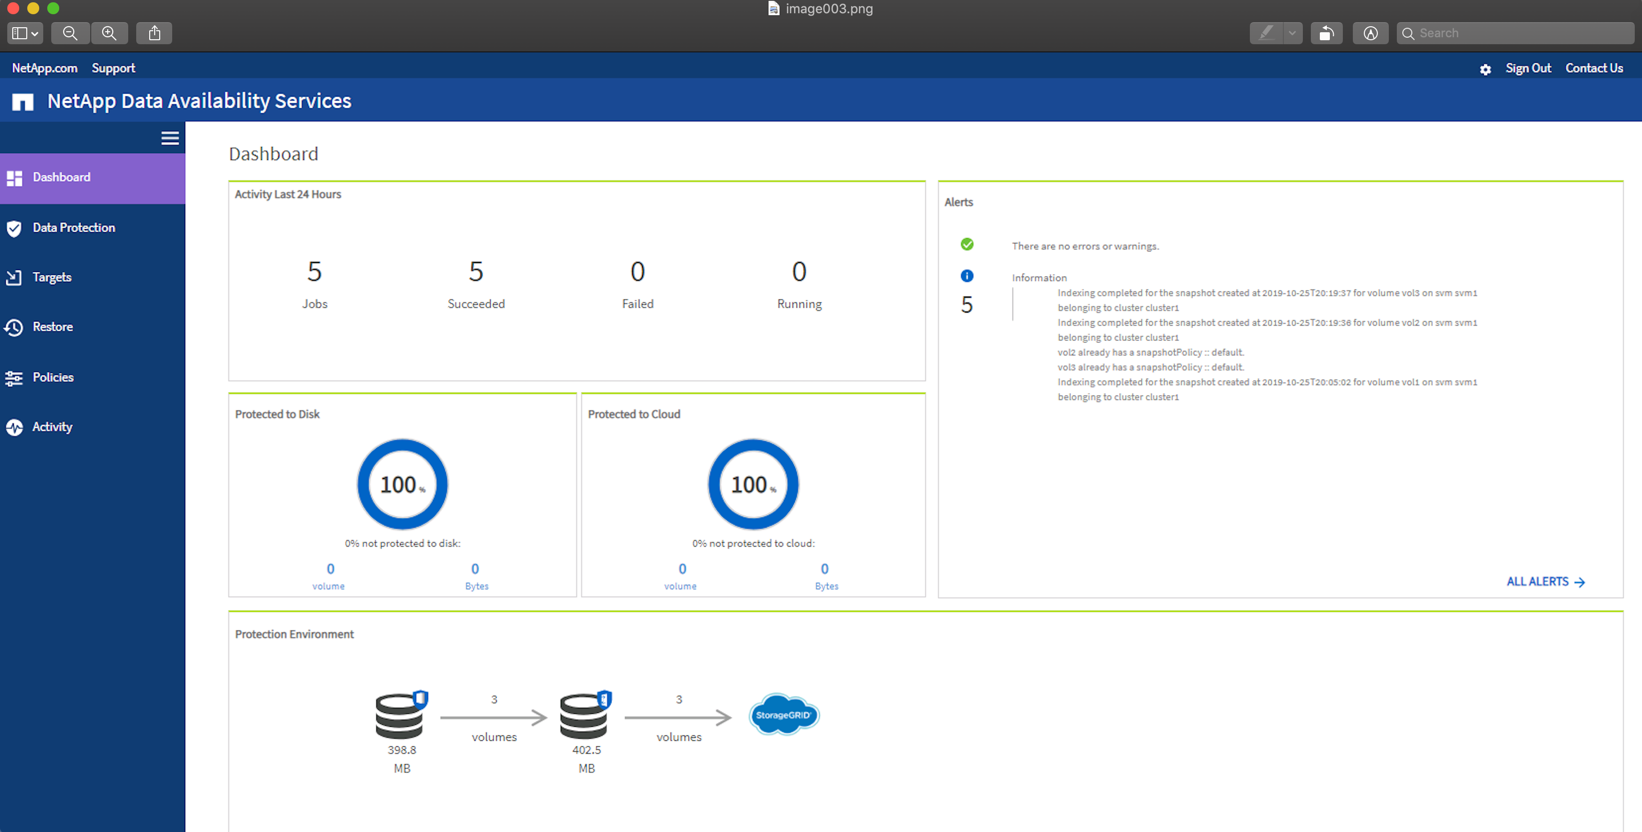 image003.png
Search
NetApp.com Support
Sign Out Contact Us
NetApp Data Availability Services
Dashboard
Data Protection
Targets
Restore
Policies
Activity
Dashboard
Activity Last 24 Hours
5 5 0 0
Jobs Succeeded Failed Running
Alerts
There are no errors or warnings.
Information
5
Indexing completed for the snapshot created at 2019-10-25T20:19:37 for volume vol3 on svm svm1
belonging to cluster cluster1
Indexing completed for the snapshot created at 2019-10-25T20:19:36 for volume vol2 on svm svm1
belonging to cluster cluster1
vol2 already has a snapshotPolicy :: default.
vol3 already has a snapshotPolicy :: default.
Indexing completed for the snapshot created at 2019-10-25T20:05:02 for volume vol1 on svm svm1
belonging to cluster cluster1
ALL ALERTS
Protected to Disk
100 %
0% not protected to disk:
0 0
volume Bytes
Protected to Cloud
100 %
0% not protected to cloud:
0 0
volume Bytes
Protection Environment
3 3
StorageGRID
volumes volumes
398.8 402.5
MB MB